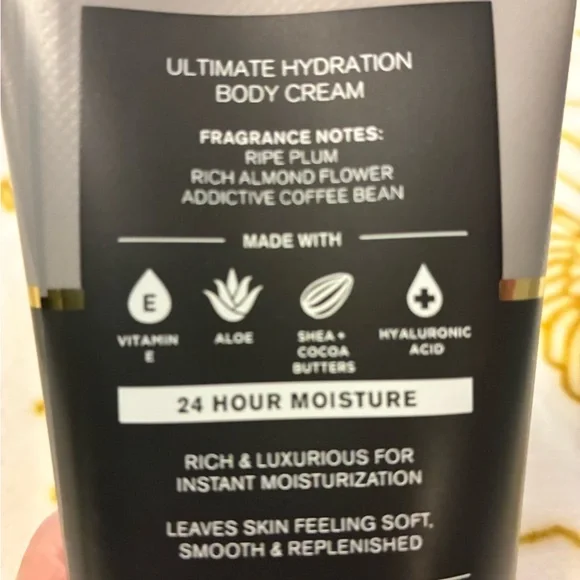 ULTIMATE HYDRATION
BODY CREAM
FRAGRANCE NOTES:
RIPE PLUM
RICH ALMOND FLOWER
ADDICTIVE COFFEE BEAN
MADE WITH
E
VITAMIN
E
ALOE
SHEA +
COCOA
BUTTERS
HYALURONIC
ACID
24 HOUR MOISTURE
RICH & LUXURIOUS FOR
INSTANT MOISTURIZATION
LEAVES SKIN FEELING SOFT,
SMOOTH & REPLENISHED